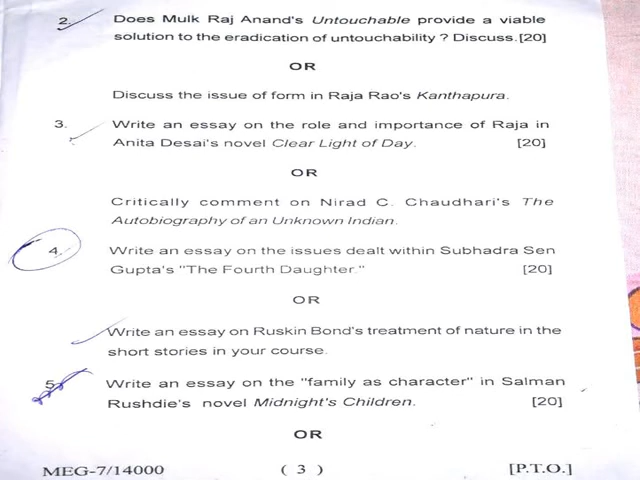 2. Does Mulk Raj Anand's Untouchable provide a viable
solution to the eradication of untouchability ? Discuss.[20]
OR
Discuss the issue of form in Raja Rao's Kanthapura.
3. Write an essay on the role and importance of Raja in
Anita Desai's novel Clear Light of Day. [20]
OR
Critically comment on Nirad C. Chaudhari's The
Autobiography of an Unknown Indian.
4. Write an essay on the issues dealt within Subhadra Sen
Gupta's "The Fourth Daughter." [20]
OR
Write an essay on Ruskin Bond's treatment of nature in the
short stories in your course.
5. Write an essay on the "family as character" in Salman
Rushdie's novel Midnight's Children. [20]
OR
MEG-7/14000 ( 3 ) [P.T.O.]